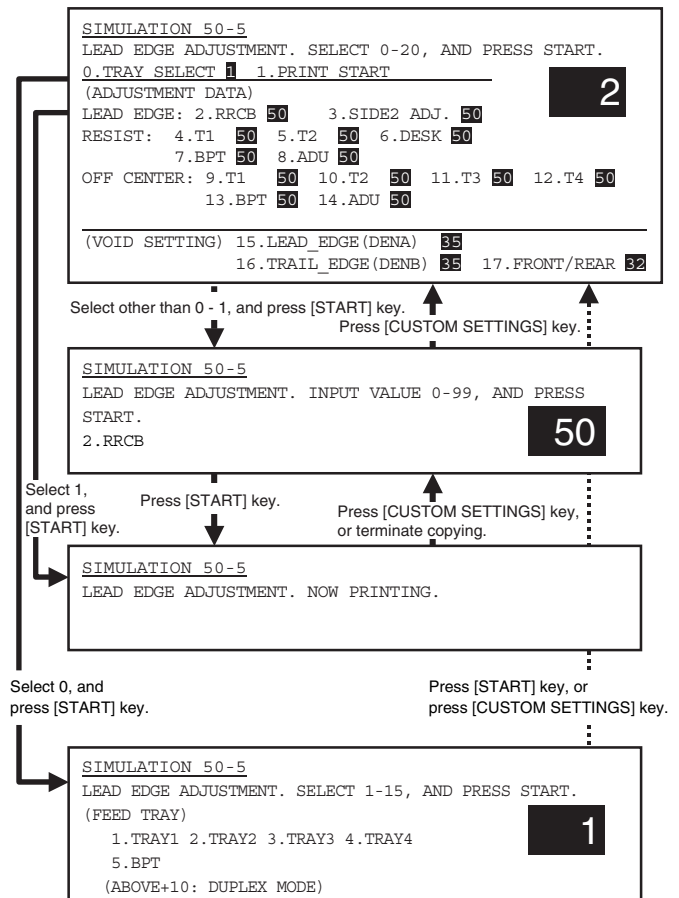 SIMULATION 50-5
LEAD EDGE ADJUSTMENT. SELECT 0-20, AND PRESS START.
0.TRAY SELECT 1 1.PRINT START
2
(ADJUSTMENT DATA)
LEAD EDGE: 2.RRCB 50 3.SIDE2 ADJ. 50
RESIST: 4.T1 50 5.T2 50 6.DESK 50
7.BPT 50 8.ADU 50
OFF CENTER: 9.T1 50 10.T2 50 11.T3 50 12.T4 50
13.BPT 50 14.ADU 50
(VOID SETTING) 15.LEAD_EDGE(DENA) 35
16.TRAIL_EDGE(DENB) 35 17.FRONT/REAR 32
Select other than 0 - 1, and press [START] key.
Press [CUSTOM SETTINGS] key.
SIMULATION 50-5
LEAD EDGE ADJUSTMENT. INPUT VALUE 0-99, AND PRESS
START.
2.RRCB
50
Select 1,
and press
[START] key.
Press [START] key.
Press [CUSTOM SETTINGS] key,
or terminate copying.
SIMULATION 50-5
LEAD EDGE ADJUSTMENT. NOW PRINTING.
Select 0, and
press [START] key.
Press [START] key, or
press [CUSTOM SETTINGS] key.
SIMULATION 50-5
LEAD EDGE ADJUSTMENT. SELECT 1-15, AND PRESS START.
(FEED TRAY)
1
1.TRAY1 2.TRAY2 3.TRAY3 4.TRAY4
5.BPT
(ABOVE+10: DUPLEX MODE)